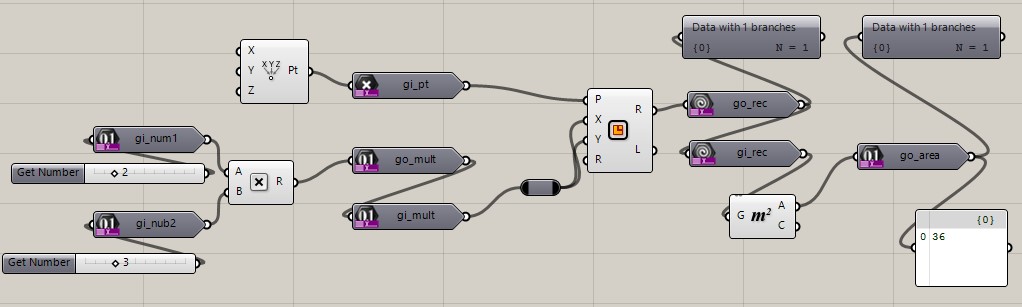 Data with 1 branches
{0} N = 1
Data with 1 branches
{0} N = 1
X
Y
Z
X Y Z
Pt
gi_pt
P
X
Y
R
R
L
go_rec
gi_rec
gi_num1
Get Number 2
A
B
R
go_mult
gi_mult
gi_nub2
Get Number 3
G m² A
C
go_area
{0}
0 36